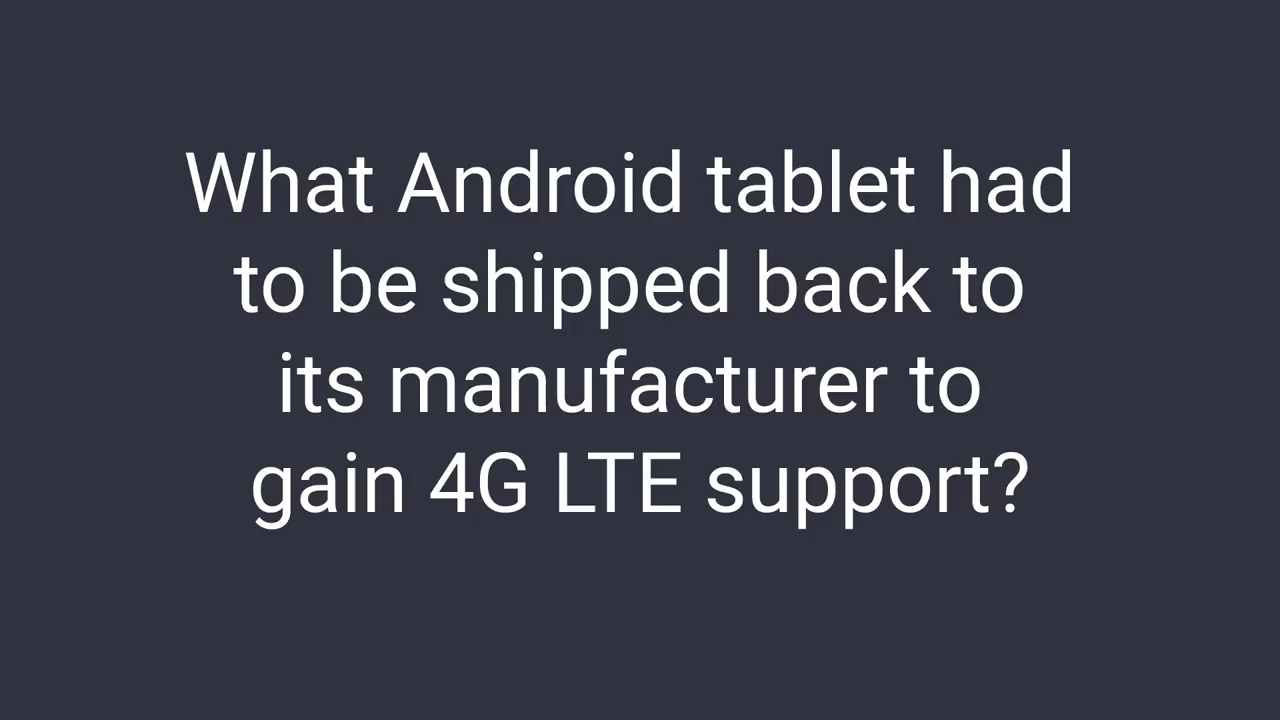 What Android tablet had
to be shipped back to
its manufacturer to
gain 4G LTE support?